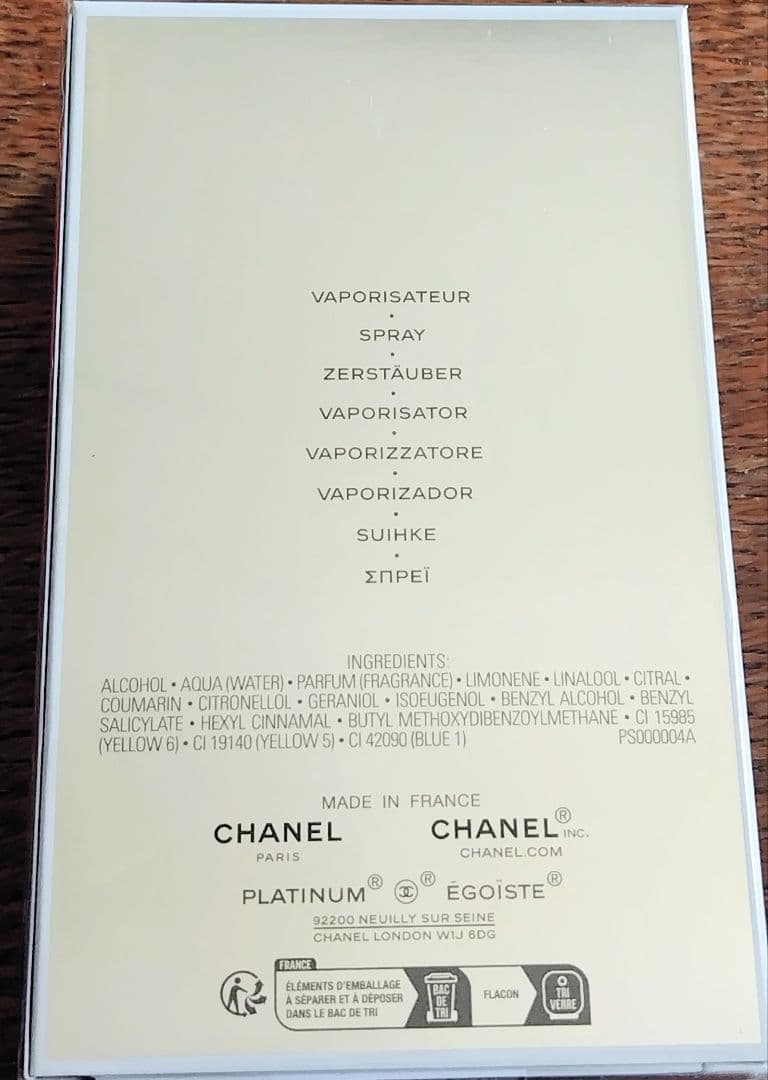 VAPORISATEUR
•
SPRAY
•
ZERSTÄUBER
•
VAPORISATOR
•
VAPORIZZATORE
•
VAPORIZADOR
•
SUIHKE
•
ΣΠΡΕΪ
INGREDIENTS:
ALCOHOL • AQUA (WATER) • PARFUM (FRAGRANCE) • LIMONENE • LINALOOL • CITRAL •
COUMARIN • CITRONELLOL • GERANIOL • ISOEUGENOL • BENZYL ALCOHOL • BENZYL
SALICYLATE • HEXYL CINNAMAL • BUTYL METHOXYDIBENZOYLMETHANE • CI 15985
(YELLOW 6) • CI 19140 (YELLOW 5) • CI 42090 (BLUE 1) PS000004A
MADE IN FRANCE
CHANEL CHANEL® INC.
PARIS CHANEL.COM
PLATINUM® ® ÉGOÏSTE®
92200 NEUILLY SUR SEINE
CHANEL LONDON W1J 6DG
FRANCE
ÉLÉMENTS D'EMBALLAGE
À SÉPARER ET À DÉPOSER
DANS LE BAC DE TRI
BAC
DE
TRI
FLACON
TRI
VERRE